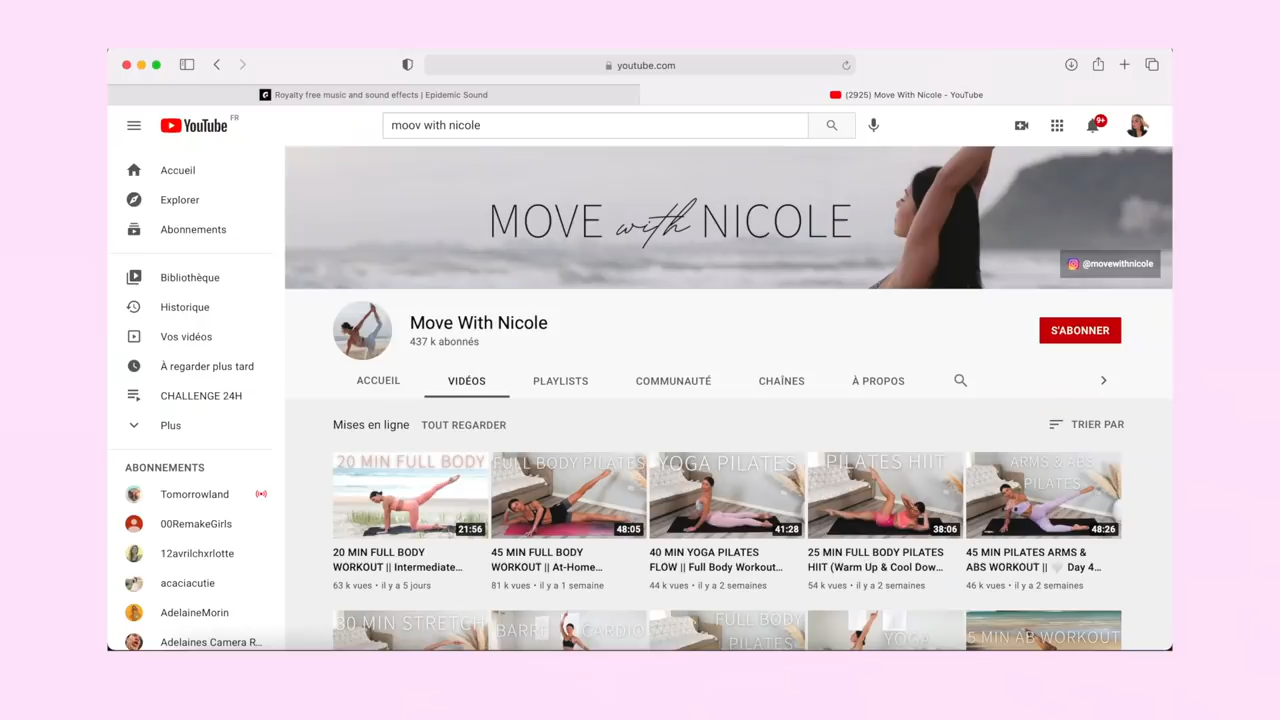 youtube.com
Royalty free music and sound effects | Epidemic Sound
(2925) Move With Nicole - YouTube
YouTube FR
moov with nicole
9+
Accueil
Explorer
Abonnements
Bibliothèque
Historique
Vos vidéos
À regarder plus tard
CHALLENGE 24H
Plus
ABONNEMENTS
Tomorrowland
00RemakeGirls
12avrilchxrlotte
acaciacutie
AdelaineMorin
Adelaines Camera R...
MOVE with NICOLE
@movewithnicole
Move With Nicole
437 k abonnés
S'ABONNER
ACCUEIL
VIDÉOS
PLAYLISTS
COMMUNAUTÉ
CHAÎNES
À PROPOS
Mises en ligne
TOUT REGARDER
TRIER PAR
20 MIN FULL BODY
21:56
20 MIN FULL BODY
WORKOUT || Intermediate...
63 k vues • il y a 5 jours
FULL BODY PILATES
48:05
45 MIN FULL BODY
WORKOUT || At-Home...
81 k vues • il y a 1 semaine
YOGA PILATES
41:28
40 MIN YOGA PILATES
FLOW || Full Body Workout...
44 k vues • il y a 2 semaines
PILATES HIIT
38:06
25 MIN FULL BODY PILATES
HIIT (Warm Up & Cool Dow...
54 k vues • il y a 2 semaines
ARMS & ABS
PILATES
48:26
45 MIN PILATES ARMS &
ABS WORKOUT || 🤍 Day 4...
46 k vues • il y a 2 semaines
30 MIN STRETCH
BARRE CARDIO
FULL BODY
PILATES
YOGA
5 MIN AB WORKOUT